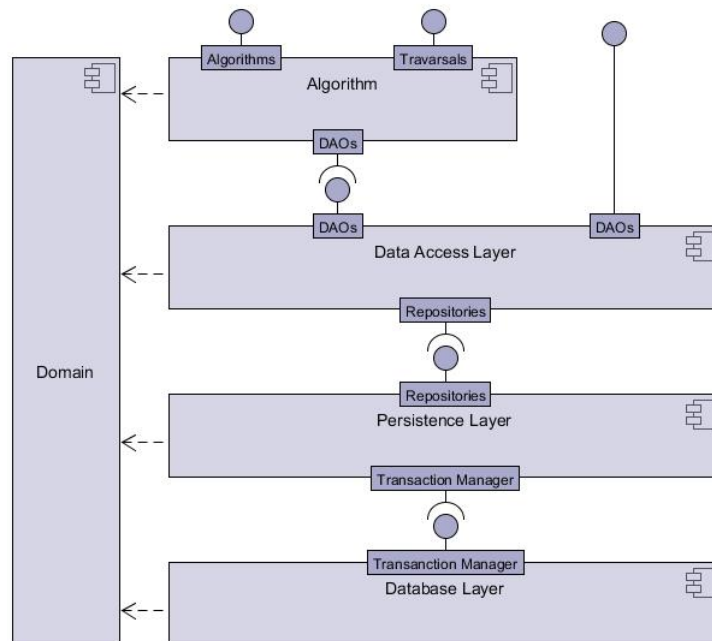 Algorithms
Travarsals
Algorithm
DAOs
DAOs
DAOs
Data Access Layer
Repositories
Domain
Repositories
Persistence Layer
Transaction Manager
Transanction Manager
Database Layer